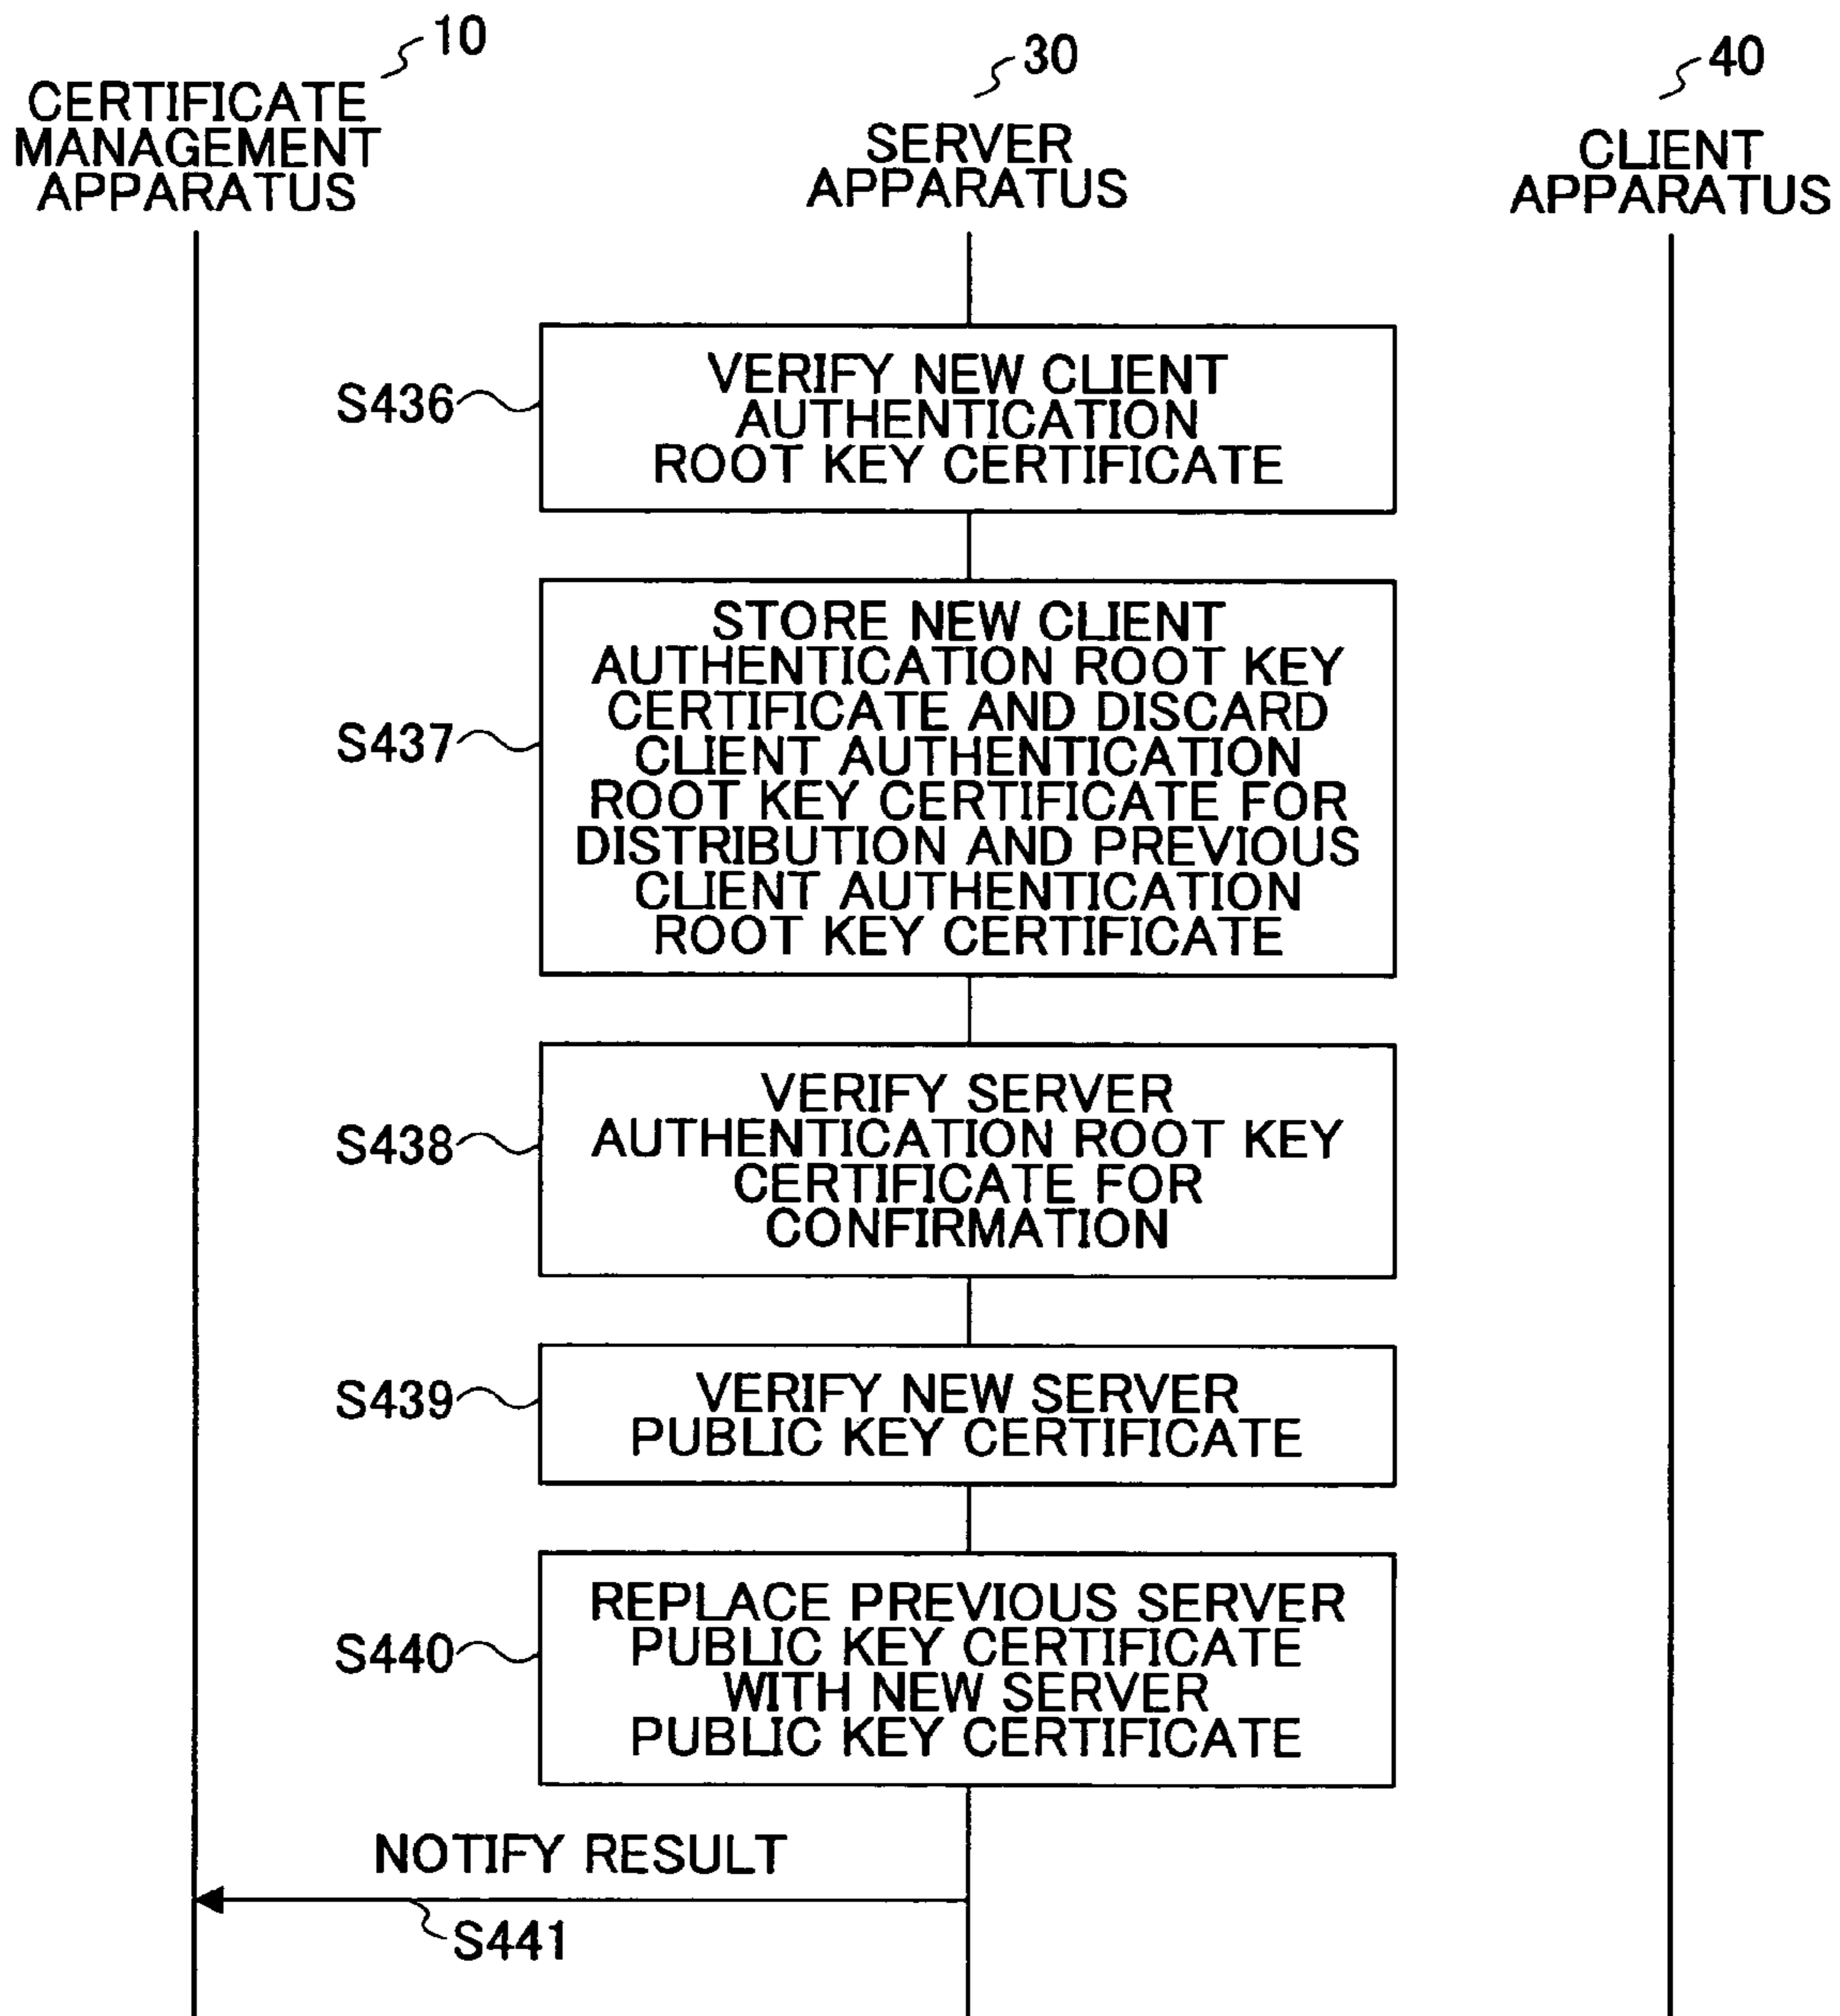 10
CERTIFICATE
MANAGEMENT
APPARATUS
30
SERVER
APPARATUS
40
CLIENT
APPARATUS
S436
VERIFY NEW CLIENT
AUTHENTICATION
ROOT KEY CERTIFICATE
S437
STORE NEW CLIENT
AUTHENTICATION ROOT KEY
CERTIFICATE AND DISCARD
CLIENT AUTHENTICATION
ROOT KEY CERTIFICATE FOR
DISTRIBUTION AND PREVIOUS
CLIENT AUTHENTICATION
ROOT KEY CERTIFICATE
S438
VERIFY SERVER
AUTHENTICATION ROOT KEY
CERTIFICATE FOR
CONFIRMATION
S439
VERIFY NEW SERVER
PUBLIC KEY CERTIFICATE
S440
REPLACE PREVIOUS SERVER
PUBLIC KEY CERTIFICATE
WITH NEW SERVER
PUBLIC KEY CERTIFICATE
NOTIFY RESULT
S441